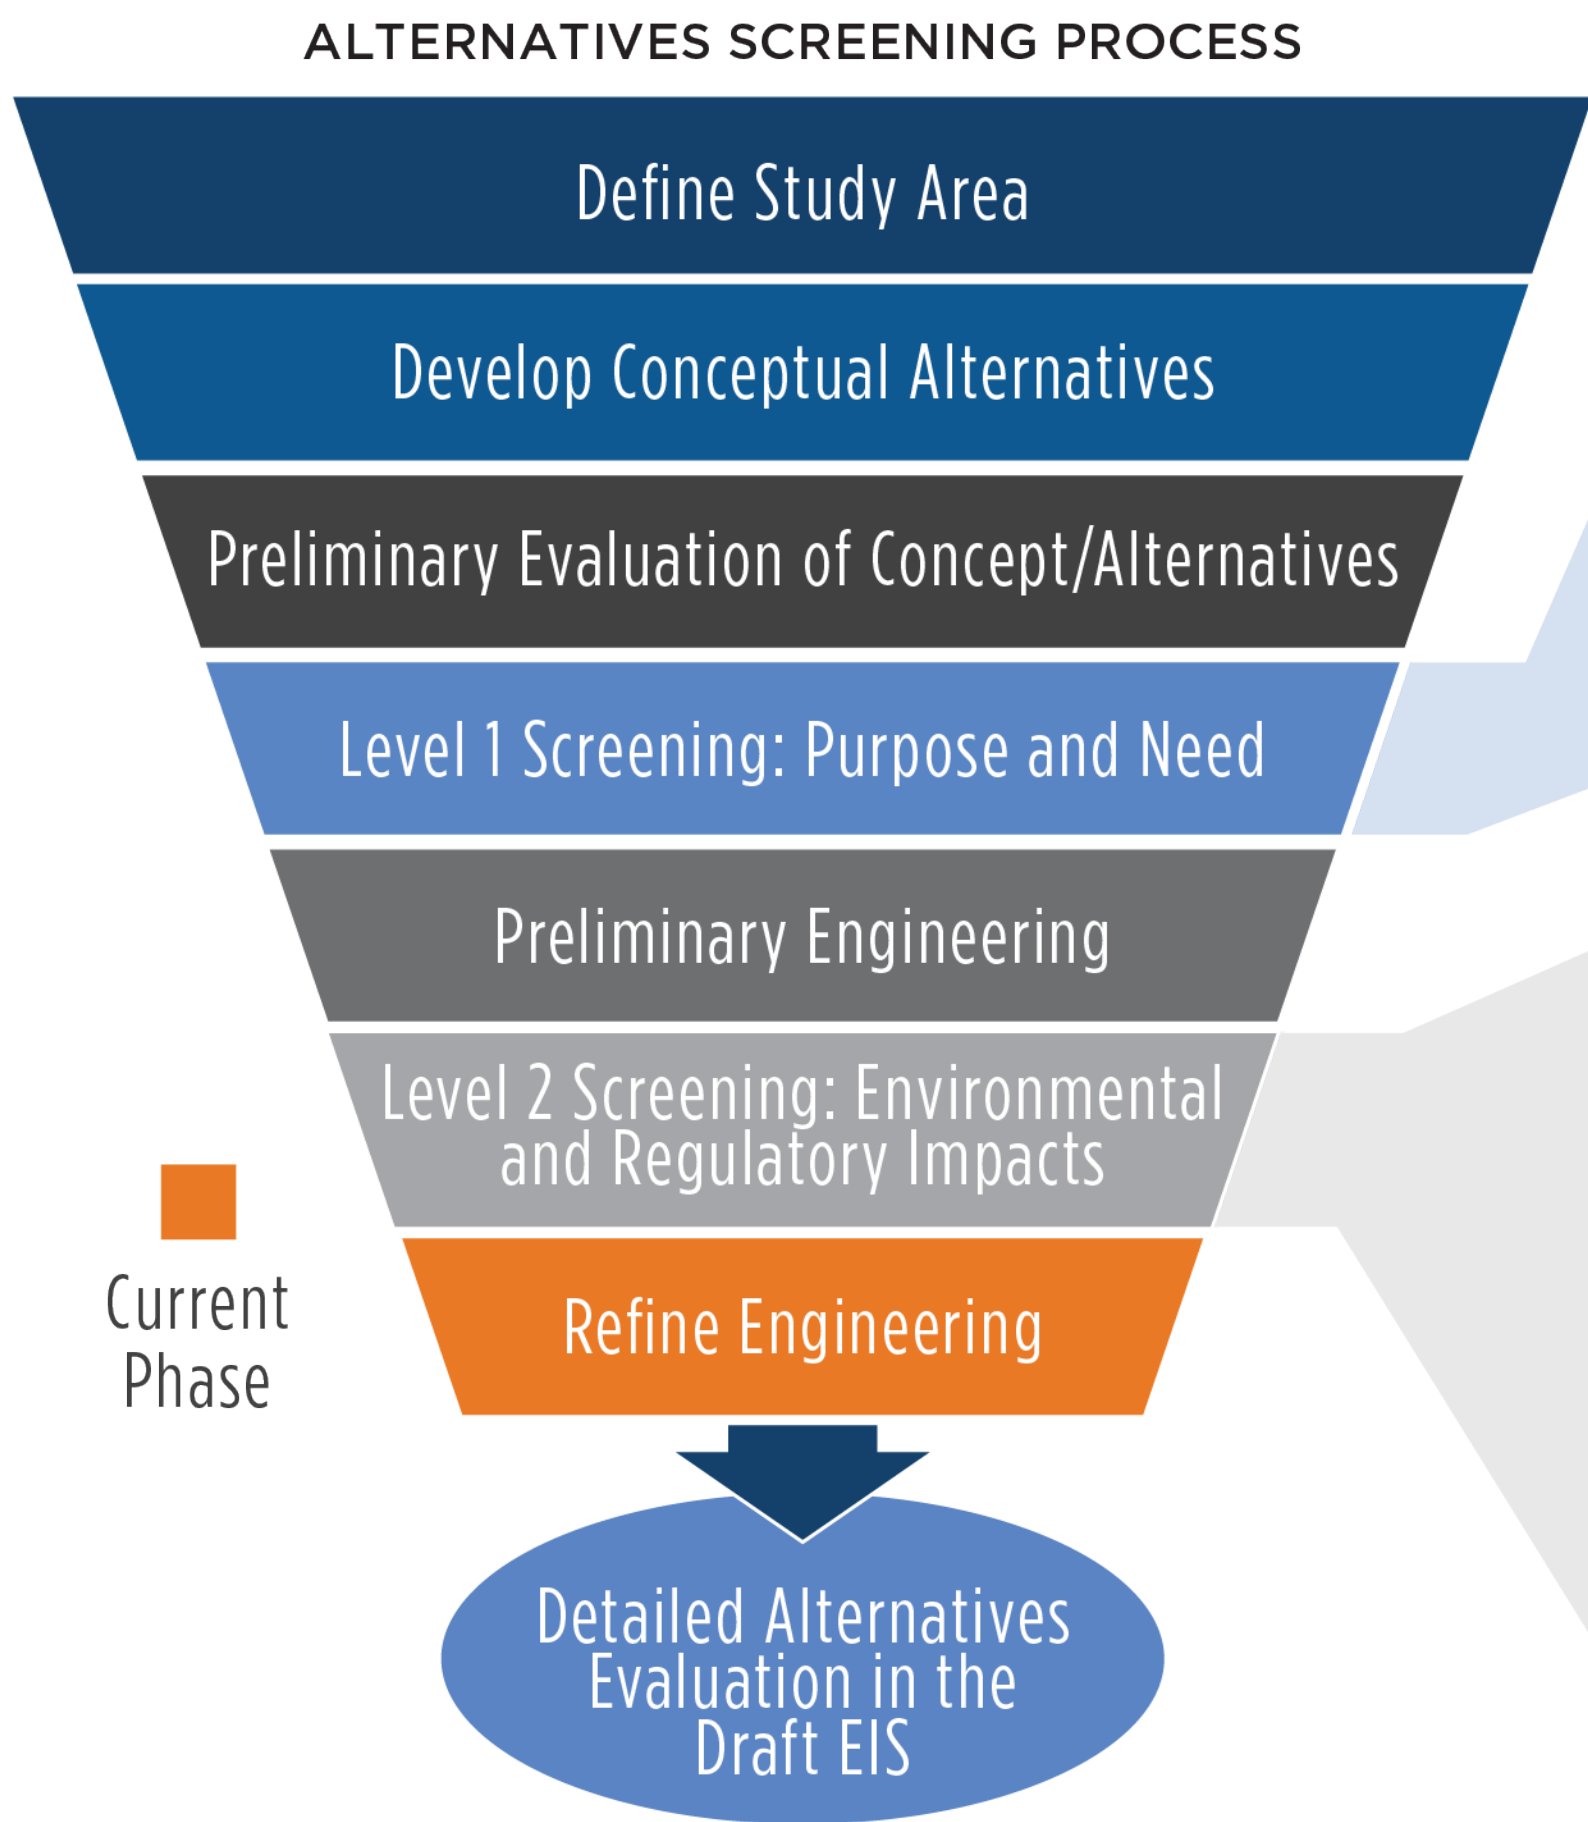 ALTERNATIVES SCREENING PROCESS
Define Study Area
Develop Conceptual Alternatives
Preliminary Evaluation of Concept/Alternatives
Level 1 Screening: Purpose and Need
Preliminary Engineering
Level 2 Screening: Environmental
and Regulatory Impacts
Current
Phase
Refine Engineering
Detailed Alternatives
Evaluation in the
Draft EIS